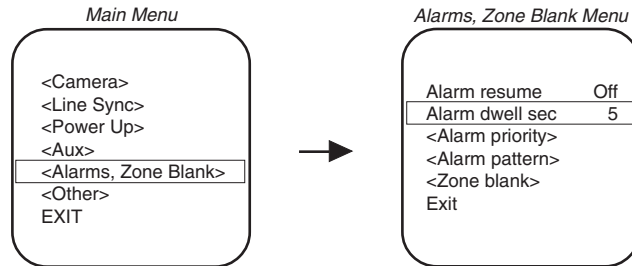 Main Menu
<Camera>
<Line Sync>
<Power Up>
<Aux>
<Alarms, Zone Blank>
<Other>
EXIT
Alarms, Zone Blank Menu
Alarm resume Off
Alarm dwell sec 5
<Alarm priority>
<Alarm pattern>
<Zone blank>
Exit